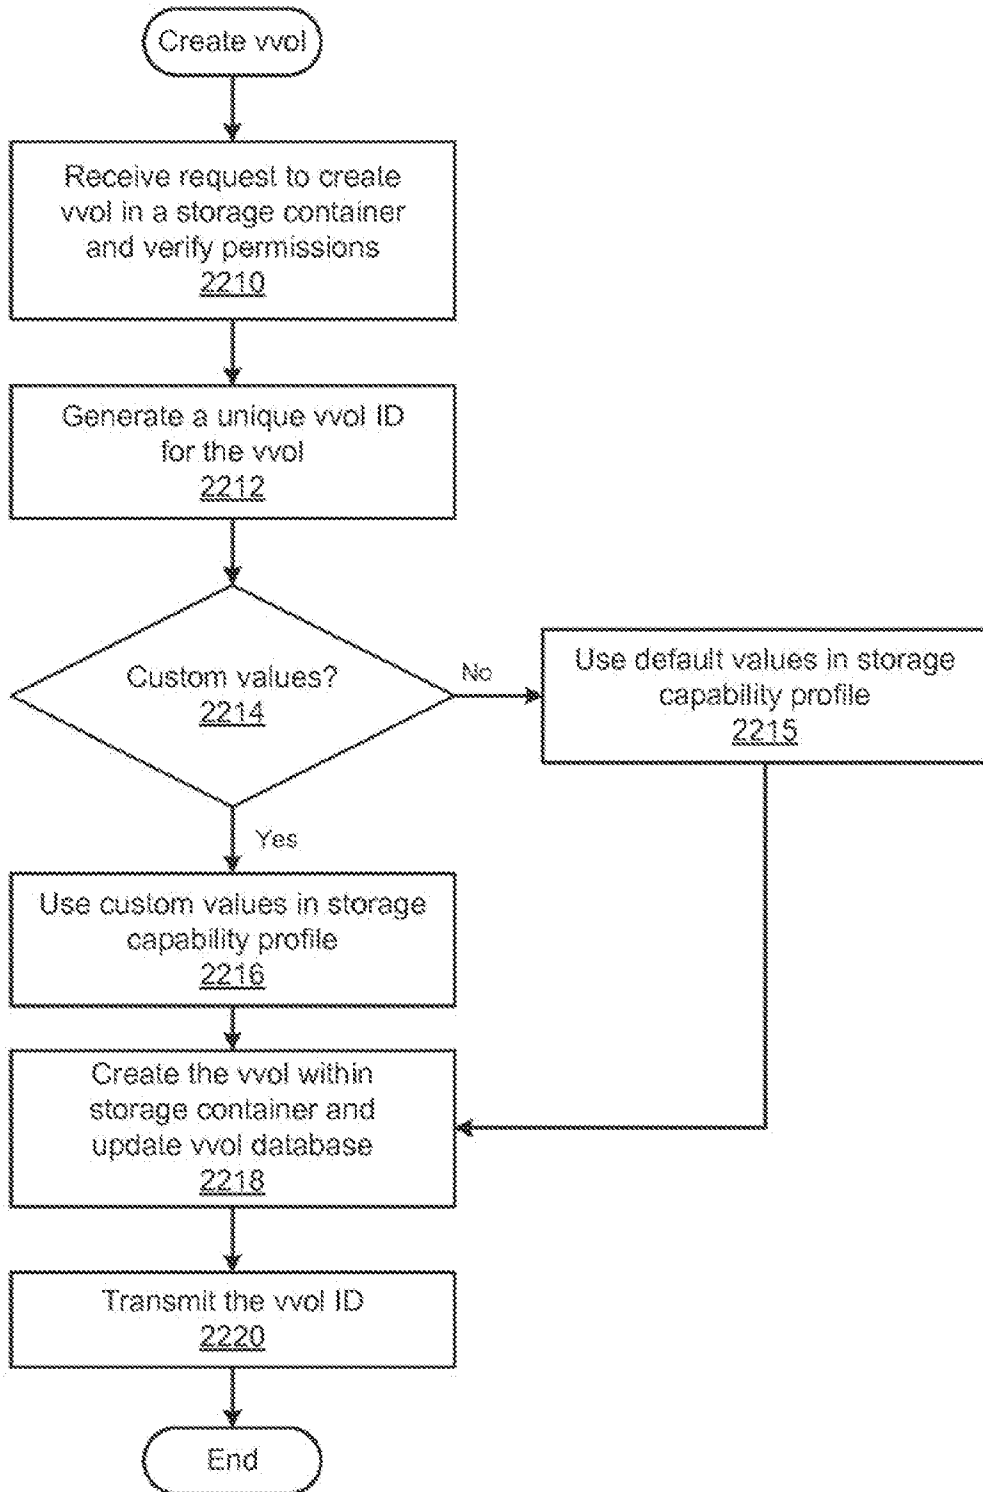 Create vvol
Receive request to create
vvol in a storage container
and verify permissions
2210
Generate a unique vvol ID
for the vvol
2212
Custom values?
2214
No
Use default values in storage
capability profile
2215
Yes
Use custom values in storage
capability profile
2216
Create the vvol within
storage container and
update vvol database
2218
Transmit the vvol ID
2220
End